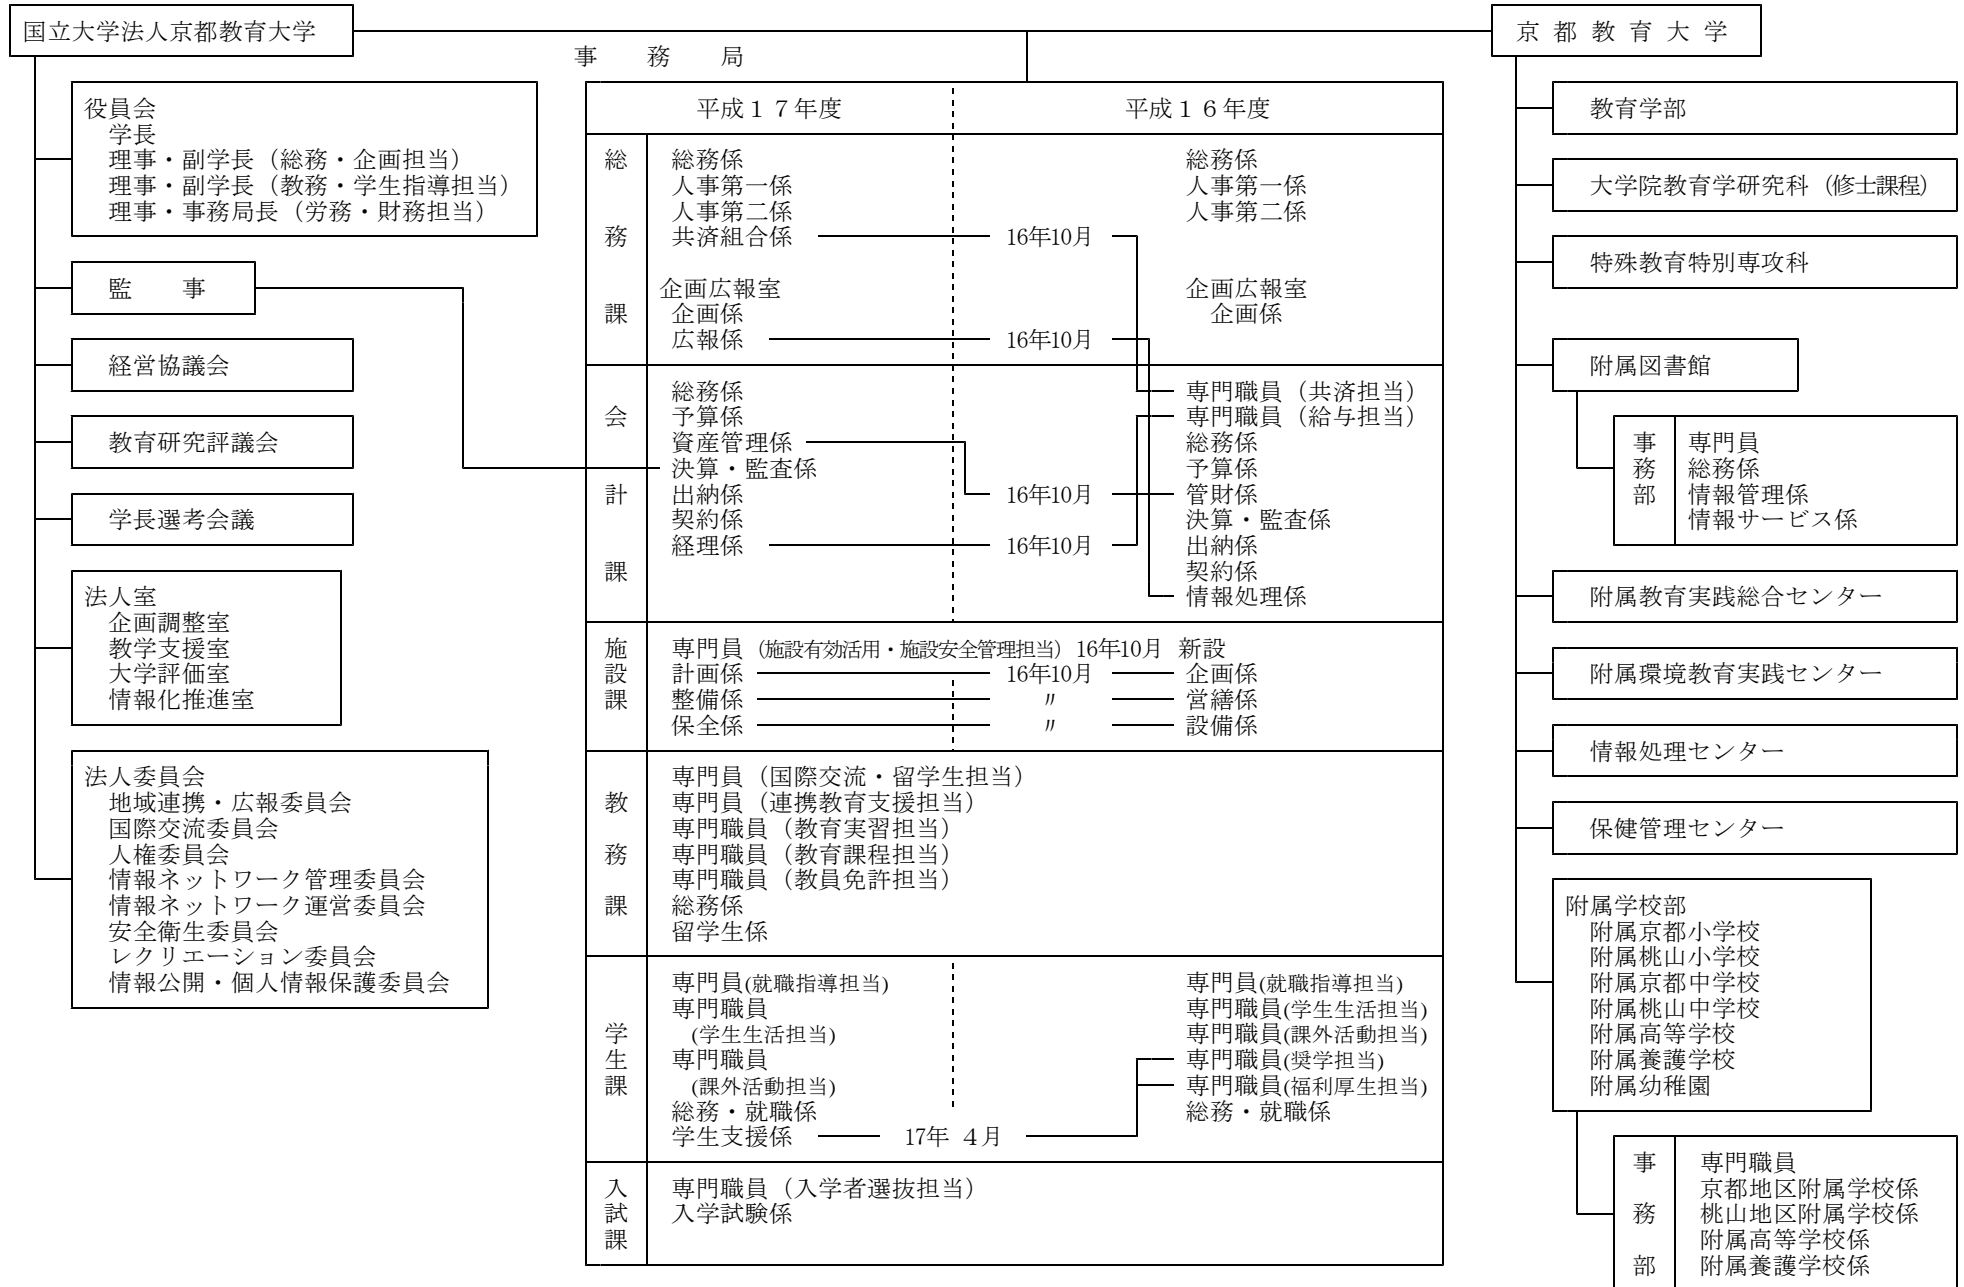 国立大学法人京都教育大学
役員会
学長
理事・副学長（総務・企画担当）
理事・副学長（教務・学生指導担当）
理事・事務局長（労務・財務担当）
監　　事
経営協議会
教育研究評議会
学長選考会議
法人室
企画調整室
教学支援室
大学評価室
情報化推進室
法人委員会
地域連携・広報委員会
国際交流委員会
人権委員会
情報ネットワーク管理委員会
情報ネットワーク運営委員会
安全衛生委員会
レクリエーション委員会
情報公開・個人情報保護委員会
事　務　局
平成１７年度　平成１６年度
総務課
総務係　総務係
人事第一係　人事第一係
人事第二係　人事第二係
共済組合係　16年10月
企画広報室　企画広報室
企画係　企画係
広報係　16年10月
会計課
総務係　専門職員（共済担当）
予算係　専門職員（給与担当）
資産管理係　総務係
決算・監査係　予算係
出納係　16年10月　管財係
契約係　決算・監査係
経理係　16年10月　出納係
契約係
情報処理係
施設課
専門員（施設有効活用・施設安全管理担当）16年10月 新設
計画係　16年10月　企画係
整備係　〃　営繕係
保全係　〃　設備係
教務課
専門員（国際交流・留学生担当）
専門員（連携教育支援担当）
専門職員（教育実習担当）
専門職員（教育課程担当）
専門職員（教員免許担当）
総務係
留学生係
学生課
専門員(就職指導担当)　専門員(就職指導担当)
専門職員　専門職員(学生生活担当)
(学生生活担当)　専門職員(課外活動担当)
専門職員　専門職員(奨学担当)
(課外活動担当)　専門職員(福利厚生担当)
総務・就職係　総務・就職係
学生支援係　17年 ４月
入試課
専門職員（入学者選抜担当）
入学試験係
京都教育大学
教育学部
大学院教育学研究科（修士課程）
特殊教育特別専攻科
附属図書館
事務部
専門員
総務係
情報管理係
情報サービス係
附属教育実践総合センター
附属環境教育実践センター
情報処理センター
保健管理センター
附属学校部
附属京都小学校
附属桃山小学校
附属京都中学校
附属桃山中学校
附属高等学校
附属養護学校
附属幼稚園
事務部
専門職員
京都地区附属学校係
桃山地区附属学校係
附属高等学校係
附属養護学校係